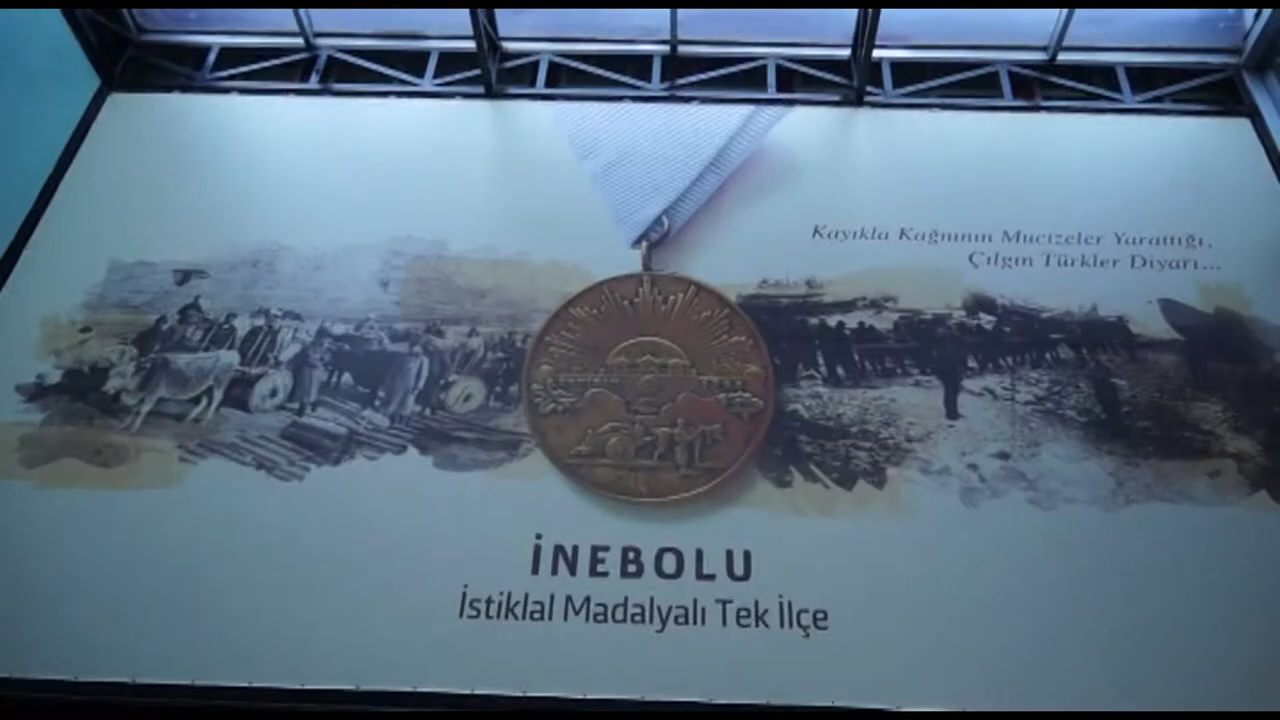 Kayıkla Kağnının Mucizeler Yarattığı,
Çılgın Türkler Diyarı...
İNEBOLU
İstiklal Madalyalı Tek İlçe